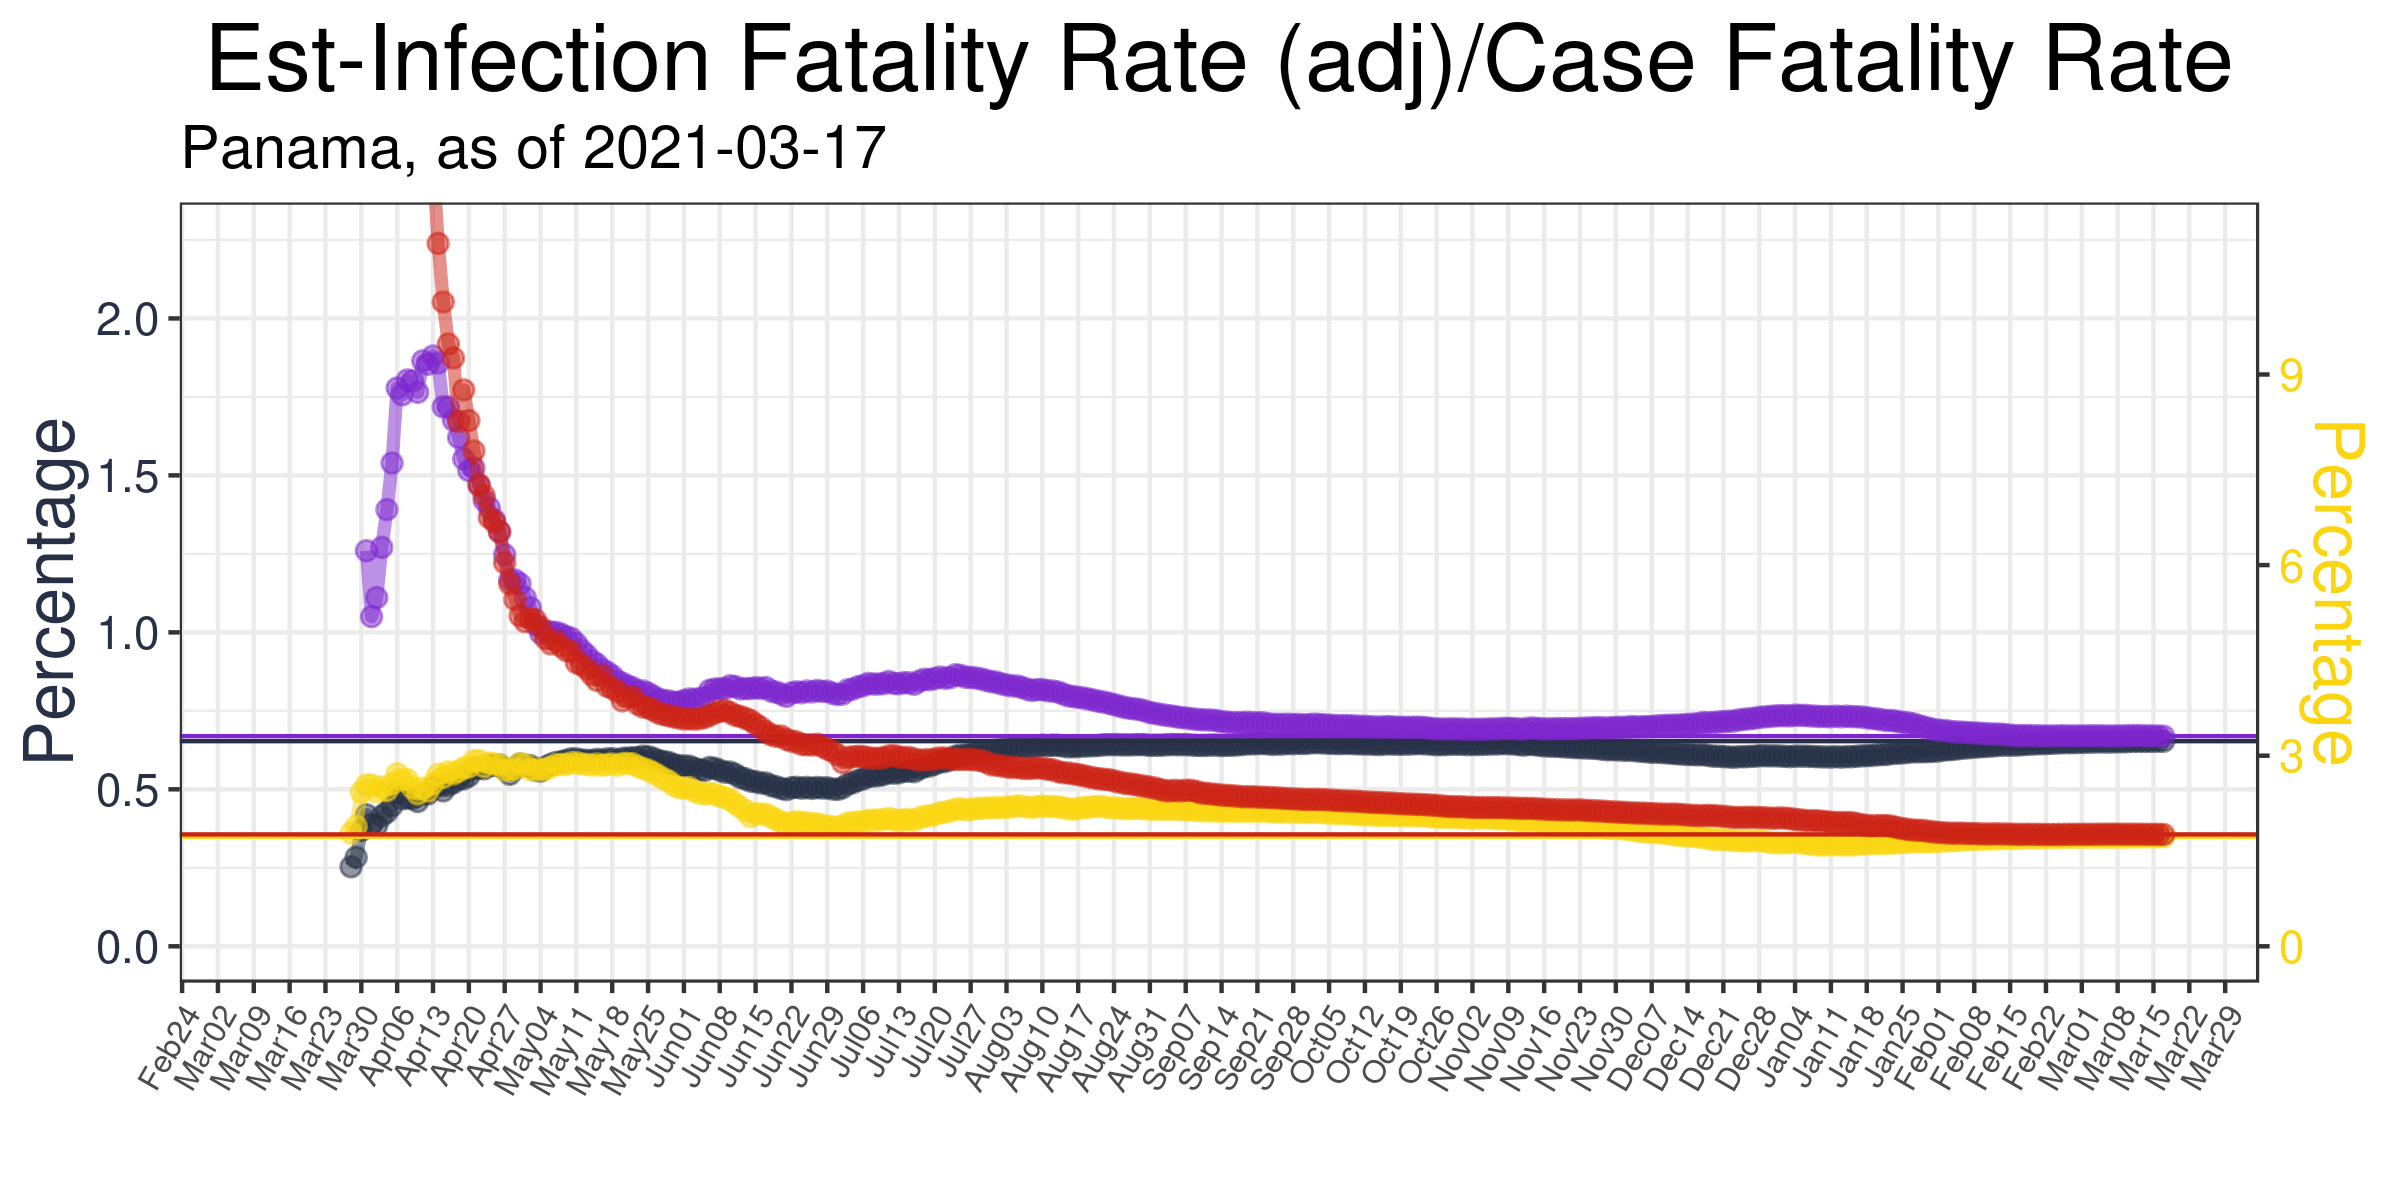 Est-Infection Fatality Rate (adj)/Case Fatality Rate
Panama, as of 2021-03-17
Percentage
2.0
1.5
1.0
0.5
0.0
9
6
3
0
Percentage
Feb24
Mar02
Mar09
Mar16
Mar23
Mar30
Apr06
Apr13
Apr20
Apr27
May04
May11
May18
May25
Jun01
Jun08
Jun15
Jun22
Jun29
Jul06
Jul13
Jul20
Jul27
Aug03
Aug10
Aug17
Aug24
Aug31
Sep07
Sep14
Sep21
Sep28
Oct05
Oct12
Oct19
Oct26
Nov02
Nov09
Nov16
Nov23
Nov30
Dec07
Dec14
Dec21
Dec28
Jan04
Jan11
Jan18
Jan25
Feb01
Feb08
Feb15
Feb22
Mar01
Mar08
Mar15
Mar22
Mar29